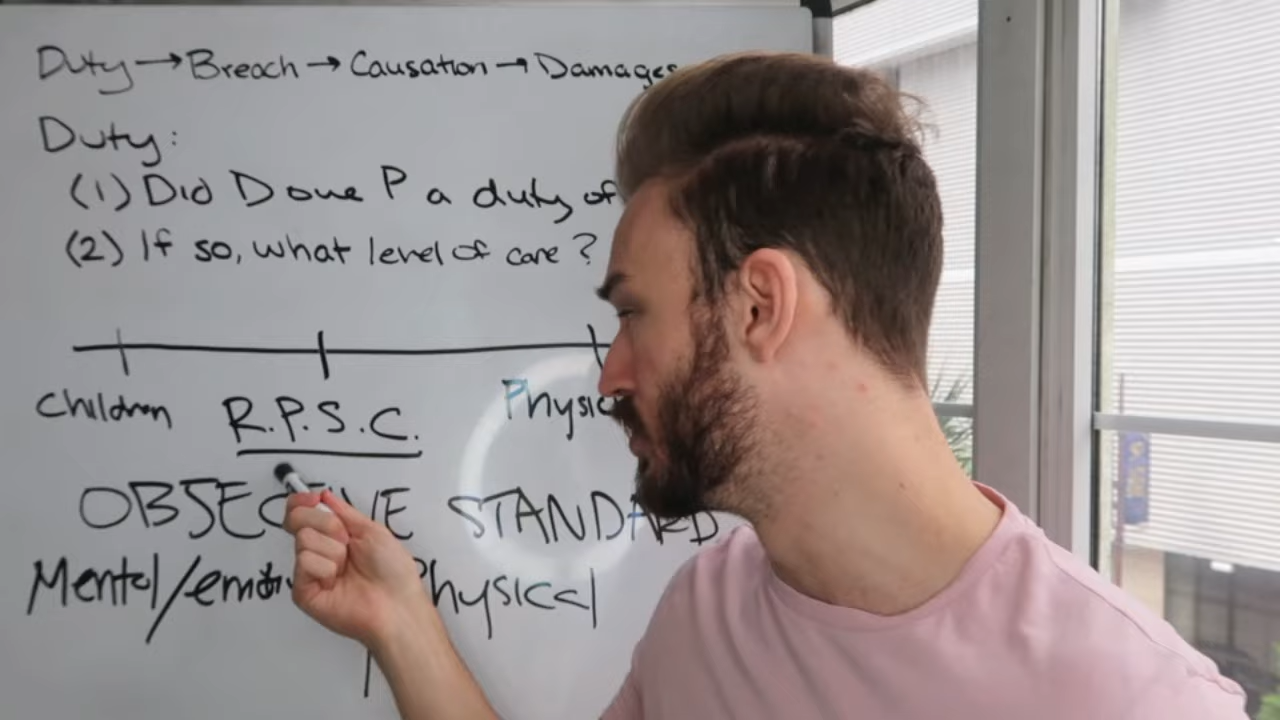 Duty → Breach → Causation → Damages
Duty:
(1) Did D owe P a duty of
(2) If so, what level of care?
Children R.P.S.C. Physic
OBSECTIVE STANDARD
Mental/emotio Physical